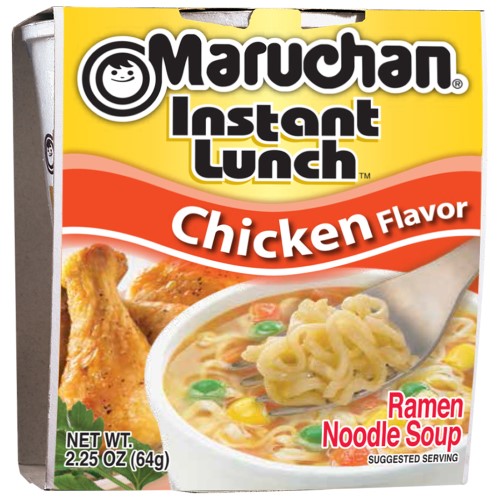 Maruchan®
Instant
Lunch™
Chicken Flavor
Ramen
Noodle Soup
SUGGESTED SERVING
NET WT.
2.25 OZ (64g)